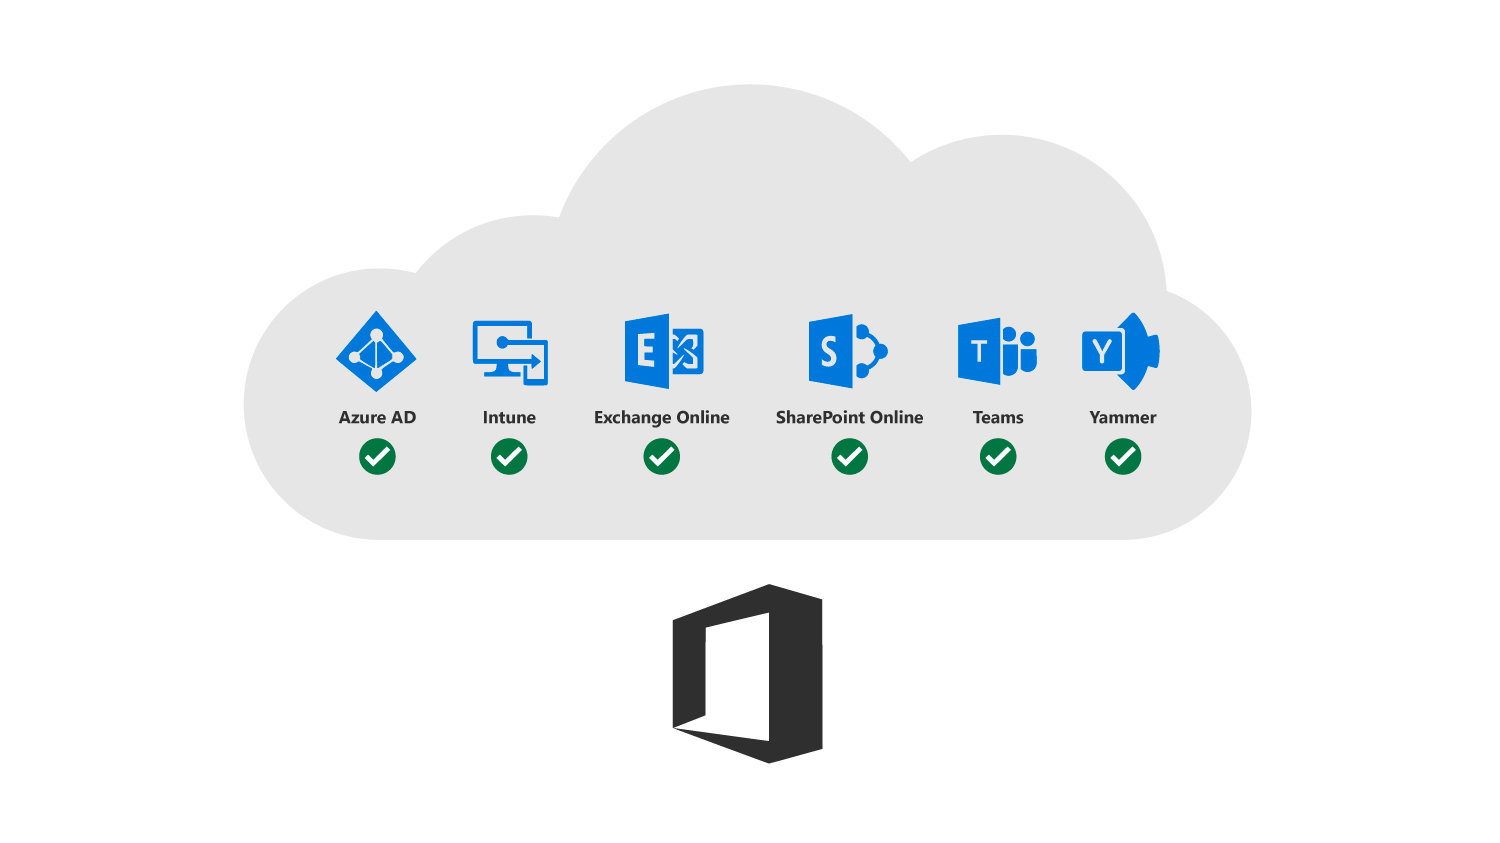 E
S
T
Y
Azure AD
Intune
Exchange Online
SharePoint Online
Teams
Yammer